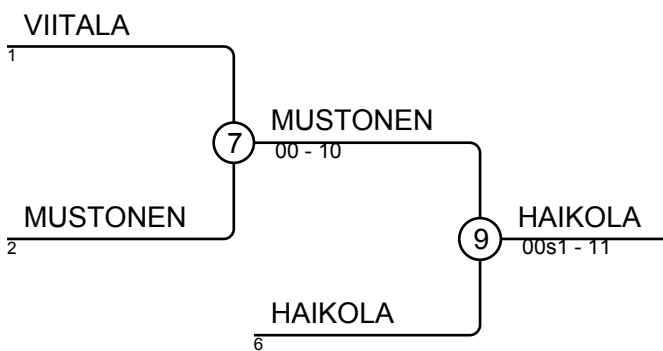 VIITALA
1
7
MUSTONEN
00 - 10
MUSTONEN
2
9
HAIKOLA
00s1 - 11
HAIKOLA
6